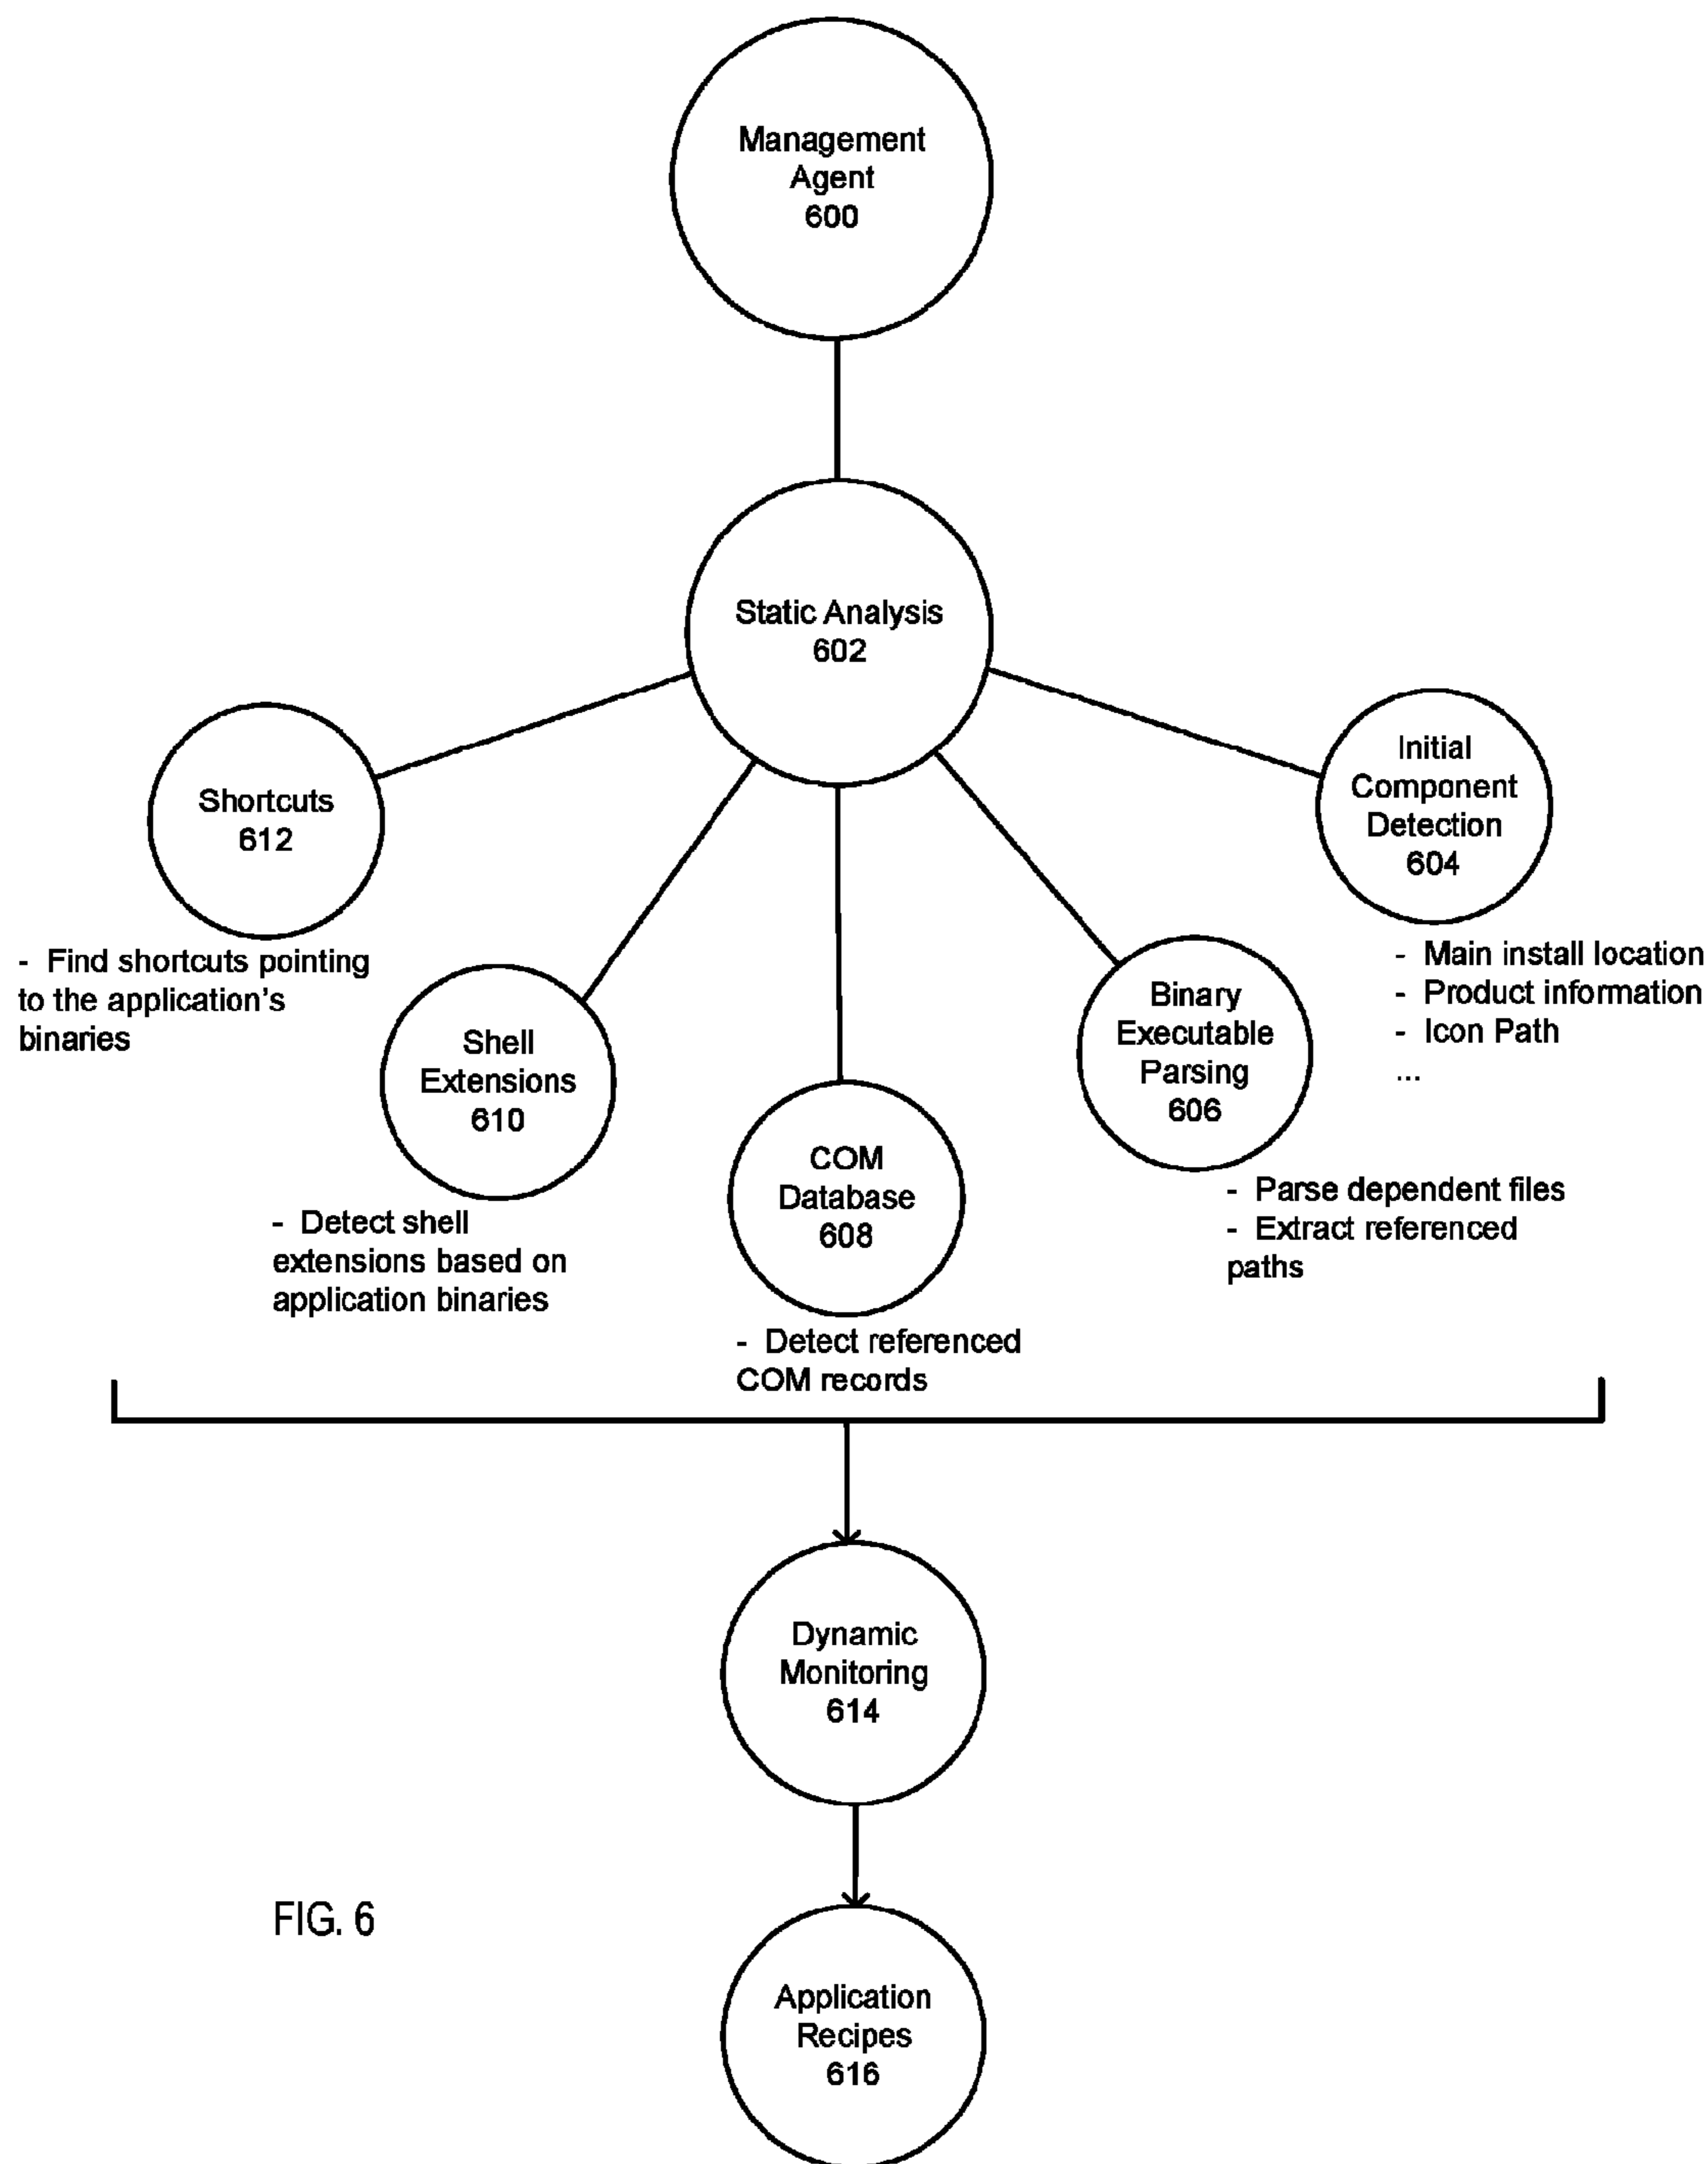 Management
Agent
600
Static Analysis
602
Shortcuts
612
- Find shortcuts pointing
to the application's
binaries
Shell
Extensions
610
- Detect shell
extensions based on
application binaries
COM
Database
608
- Detect referenced
COM records
Binary
Executable
Parsing
606
- Parse dependent files
- Extract referenced
paths
Initial
Component
Detection
604
- Main install location
- Product information
- Icon Path
...
Dynamic
Monitoring
614
Application
Recipes
616
FIG. 6